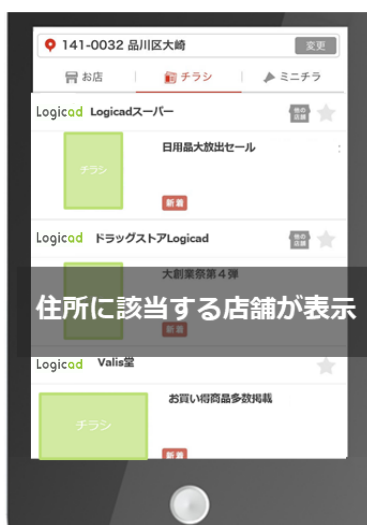 141-0032 品川区大崎 変更
お店 チラシ ミニチラ
Logicad Logicadスーパー 他の店舗
日用品大放出セール
チラシ
新着
Logicad ドラッグストアLogicad 他の店舗
大創業祭第4弾
住所に該当する店舗が表示
新着
Logicad Valis堂
お買い得商品多数掲載
チラシ
新着